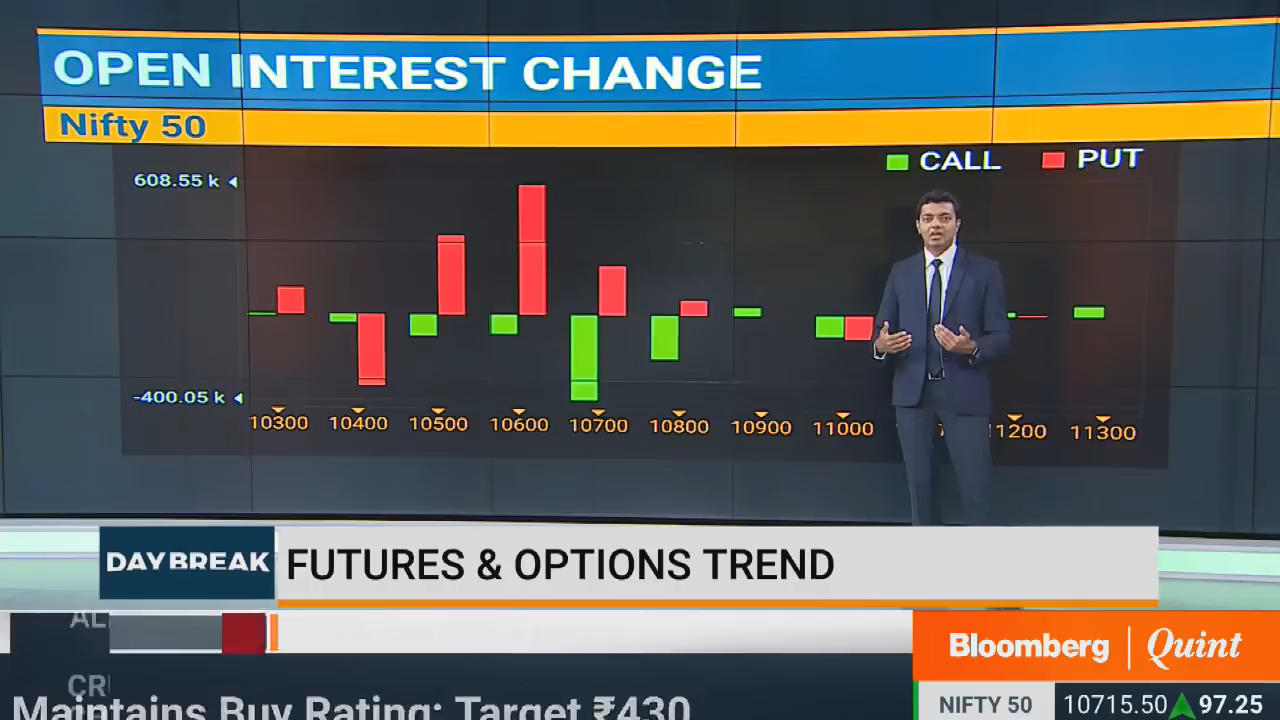 OPEN INTEREST CHANGE
Nifty 50
CALL PUT
608.55 k
-400.05 k
10300 10400 10500 10600 10700 10800 10900 11000 11200 11300
DAYBREAK FUTURES & OPTIONS TREND
Bloomberg | Quint
Maintains Buy Rating; Target ₹430
NIFTY 50 10715.50 97.25